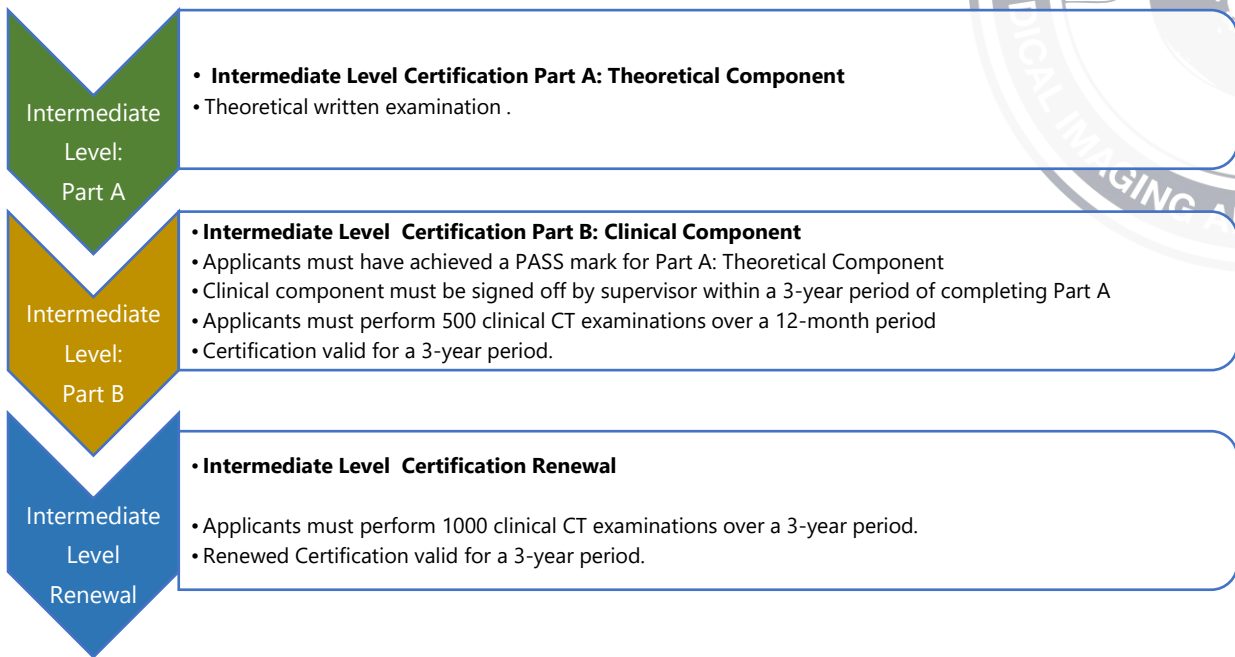 Intermediate
Level:
Part A
• Intermediate Level Certification Part A: Theoretical Component
• Theoretical written examination .
Intermediate
Level:
Part B
• Intermediate Level  Certification Part B: Clinical Component
• Applicants must have achieved a PASS mark for Part A: Theoretical Component
• Clinical component must be signed off by supervisor within a 3-year period of completing Part A
• Applicants must perform 500 clinical CT examinations over a 12-month period
• Certification valid for a 3-year period.
Intermediate
Level
Renewal
• Intermediate Level  Certification Renewal
• Applicants must perform 1000 clinical CT examinations over a 3-year period.
• Renewed Certification valid for a 3-year period.
DICAL IMAGING A